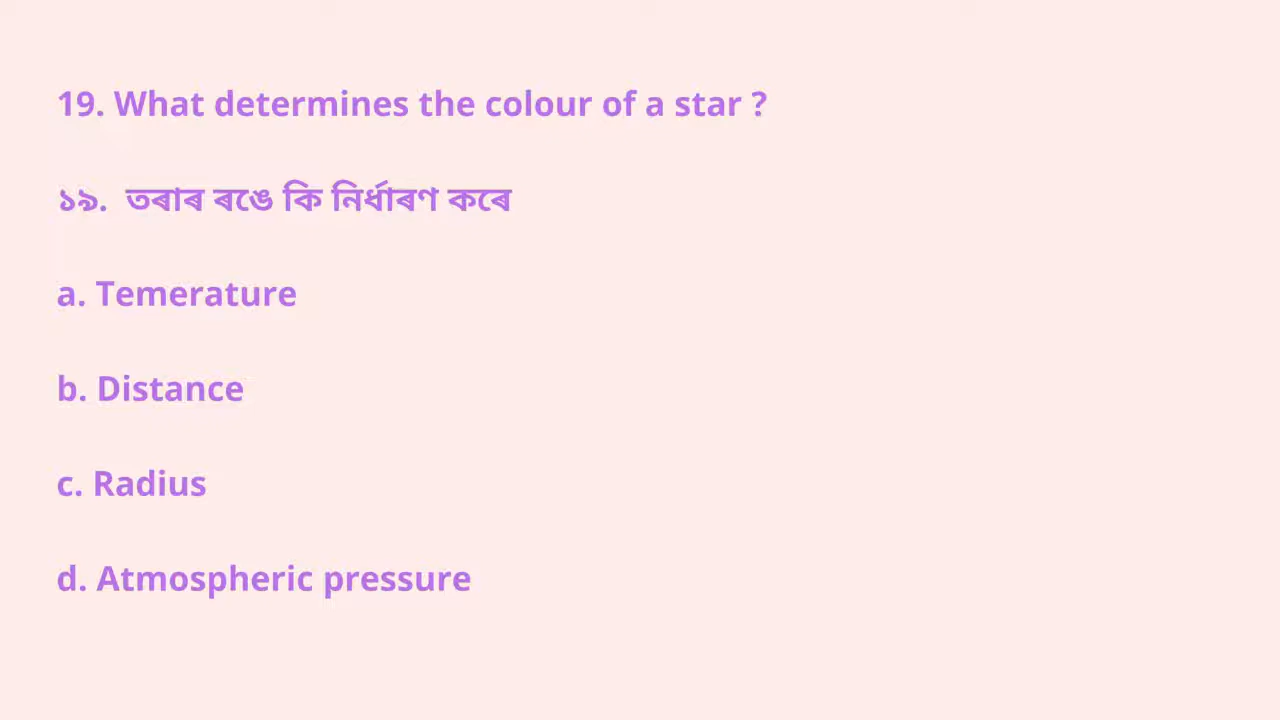 19. What determines the colour of a star ?
১৯. তৰাৰ ৰঙে কি নিৰ্ধাৰণ কৰে
a. Temerature
b. Distance
c. Radius
d. Atmospheric pressure